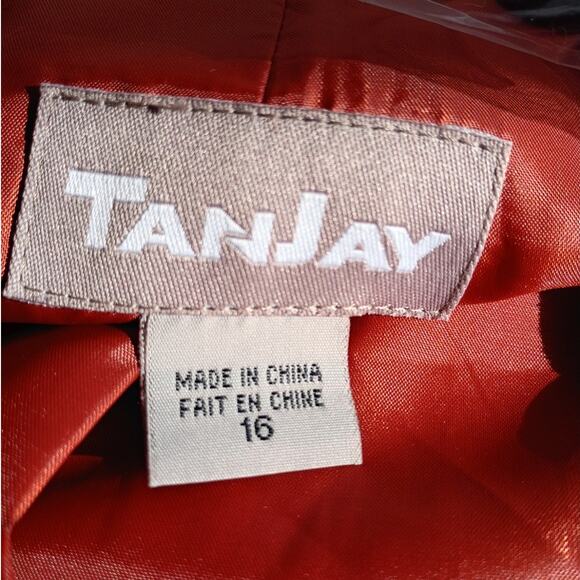 TANJAY
MADE IN CHINA
FAIT EN CHINE
16